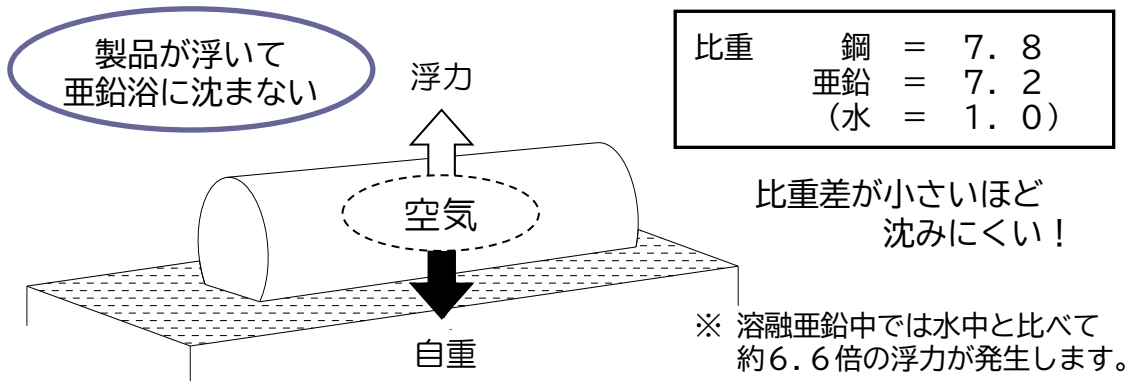 製品が浮いて
亜鉛浴に沈まない
浮力
空気
自重
比重　鋼　＝　７．８
亜鉛　＝　７．２
（水　＝　１．０）
比重差が小さいほど
沈みにくい！
※ 溶融亜鉛中では水中と比べて
約６.６倍の浮力が発生します。